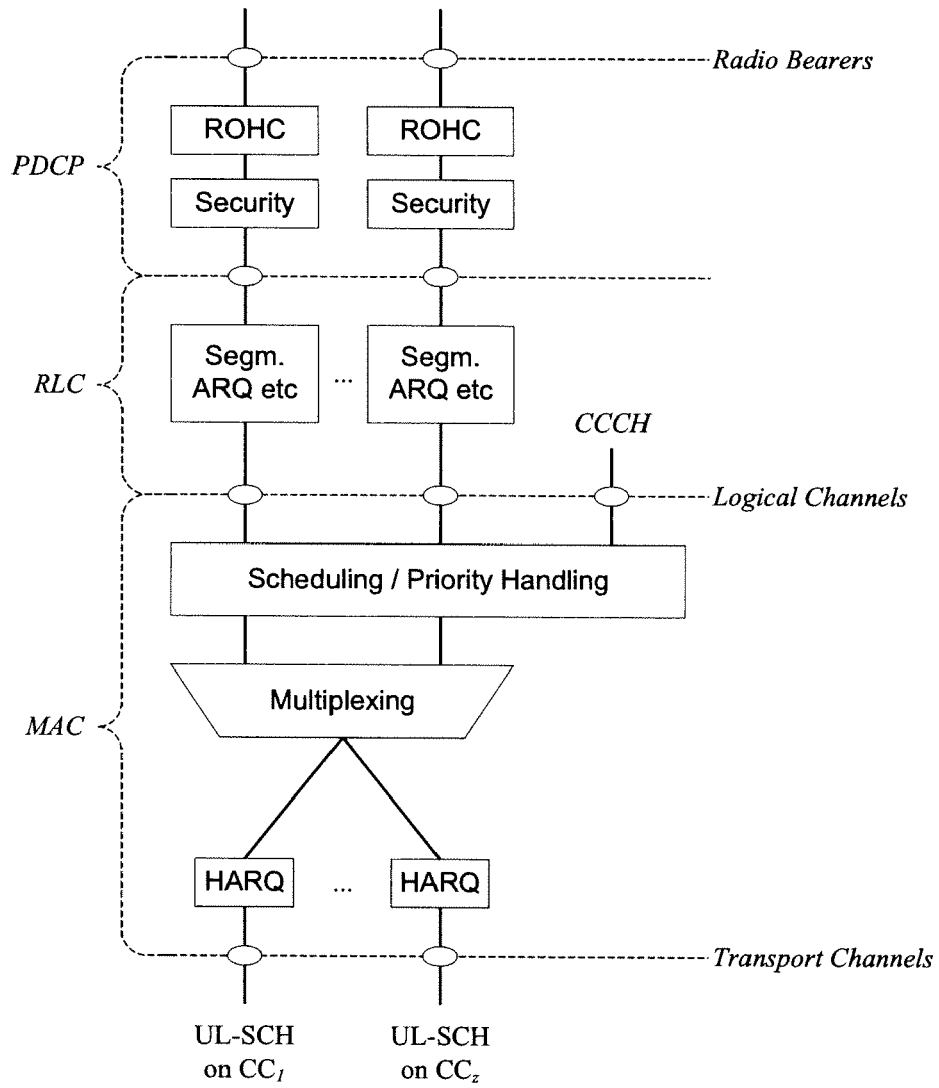 Radio Bearers
ROHC ROHC
PDCP
Security Security
Segm. ARQ etc ... Segm. ARQ etc
RLC
CCCH
Logical Channels
Scheduling / Priority Handling
Multiplexing
MAC
HARQ ... HARQ
Transport Channels
UL-SCH on CC1
UL-SCH on CCz